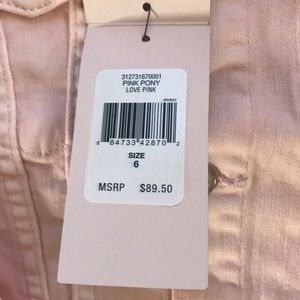 312731670001
PINK PONY
LOVE PINK
8 84733 42870 2
SIZE
6
MSRP $89.50